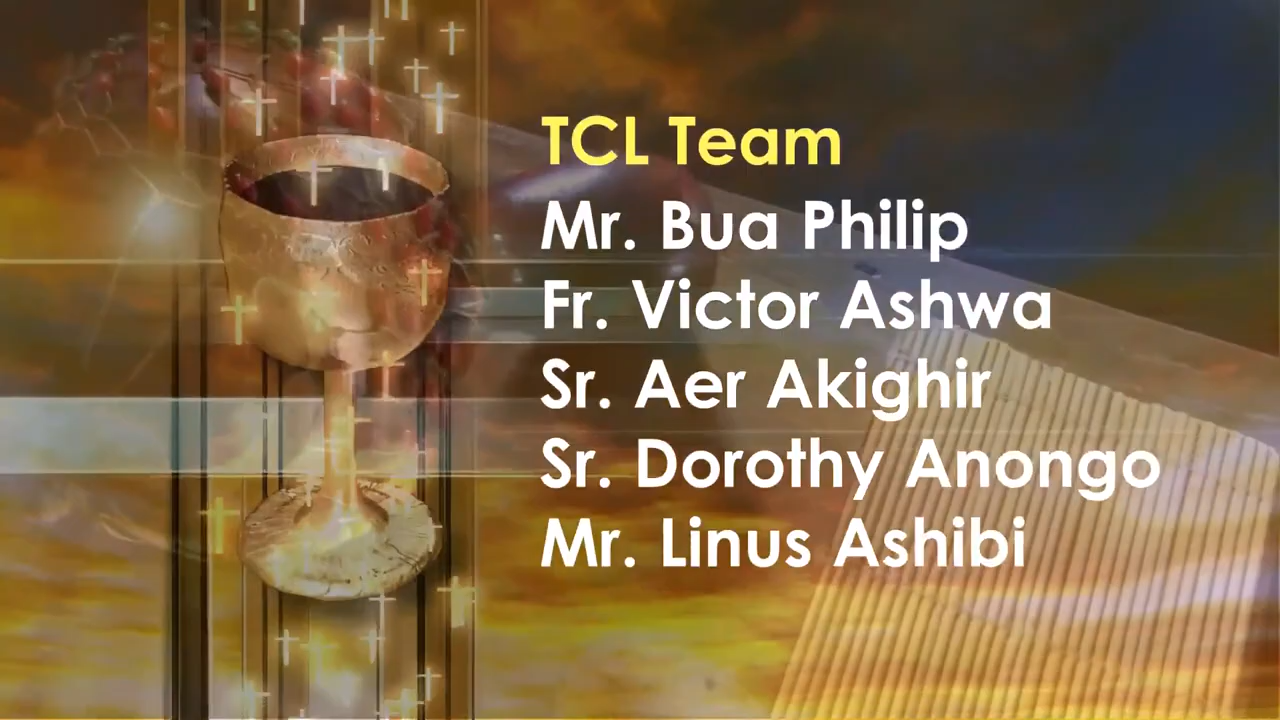 TCL Team
Mr. Bua Philip
Fr. Victor Ashwa
Sr. Aer Akighir
Sr. Dorothy Anongo
Mr. Linus Ashibi